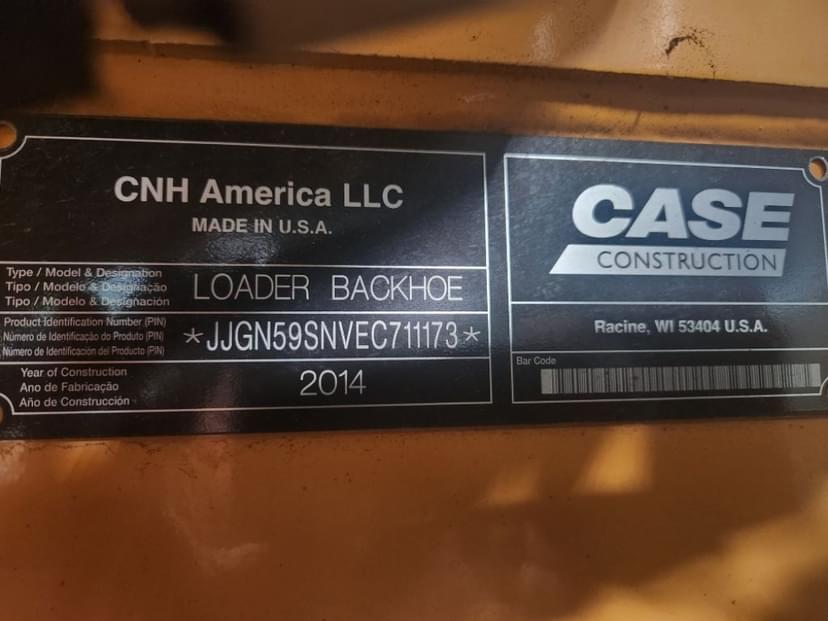 CNH America LLC
MADE IN U.S.A.
Type / Model & Designation
Tipo / Modelo & Designação
Tipo / Modelo & Designación
LOADER BACKHOE
Product Identification Number (PIN)
Número de Identificação do Produto (PIN)
Número de Identificación del Producto (PIN)
*JJGN59SNVEC711173*
Year of Construction
Ano de Fabricação
Año de Construcción
2014
CASE
CONSTRUCTION
Racine, WI 53404 U.S.A.
Bar Code